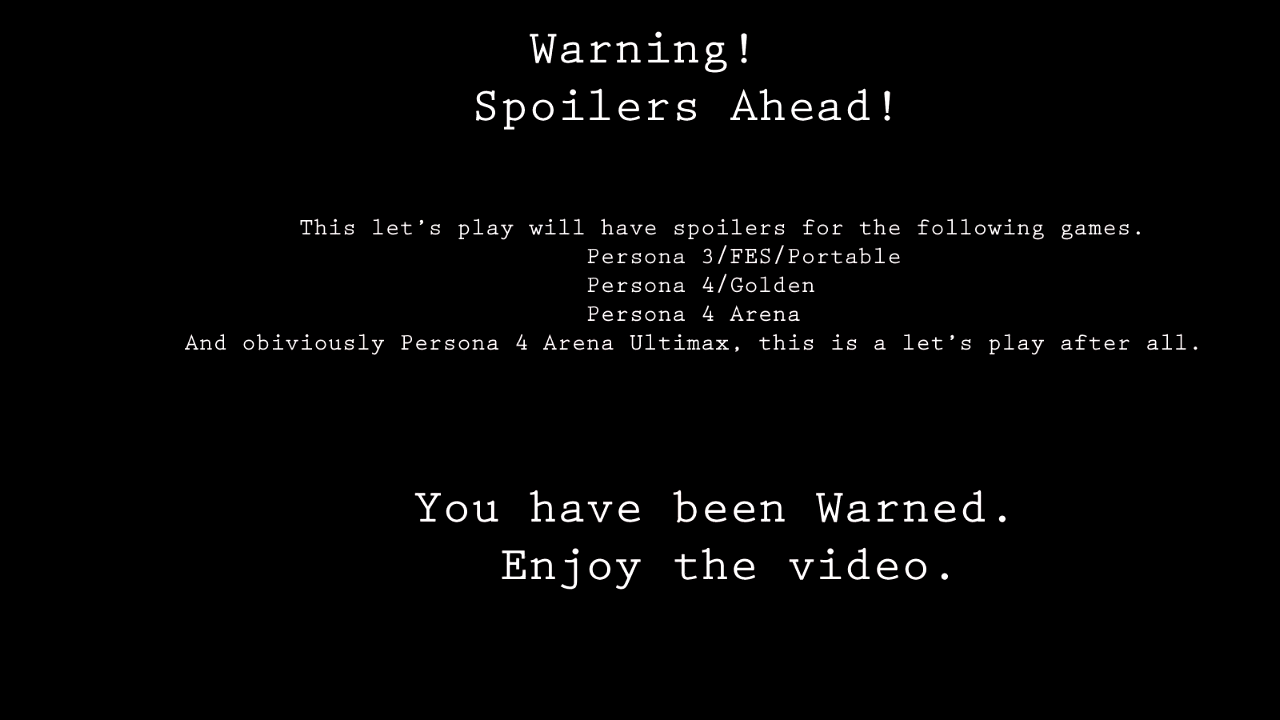 Warning!
Spoilers Ahead!
This let's play will have spoilers for the following games.
Persona 3/FES/Portable
Persona 4/Golden
Persona 4 Arena
And obiviously Persona 4 Arena Ultimax, this is a let's play after all.
You have been Warned.
Enjoy the video.